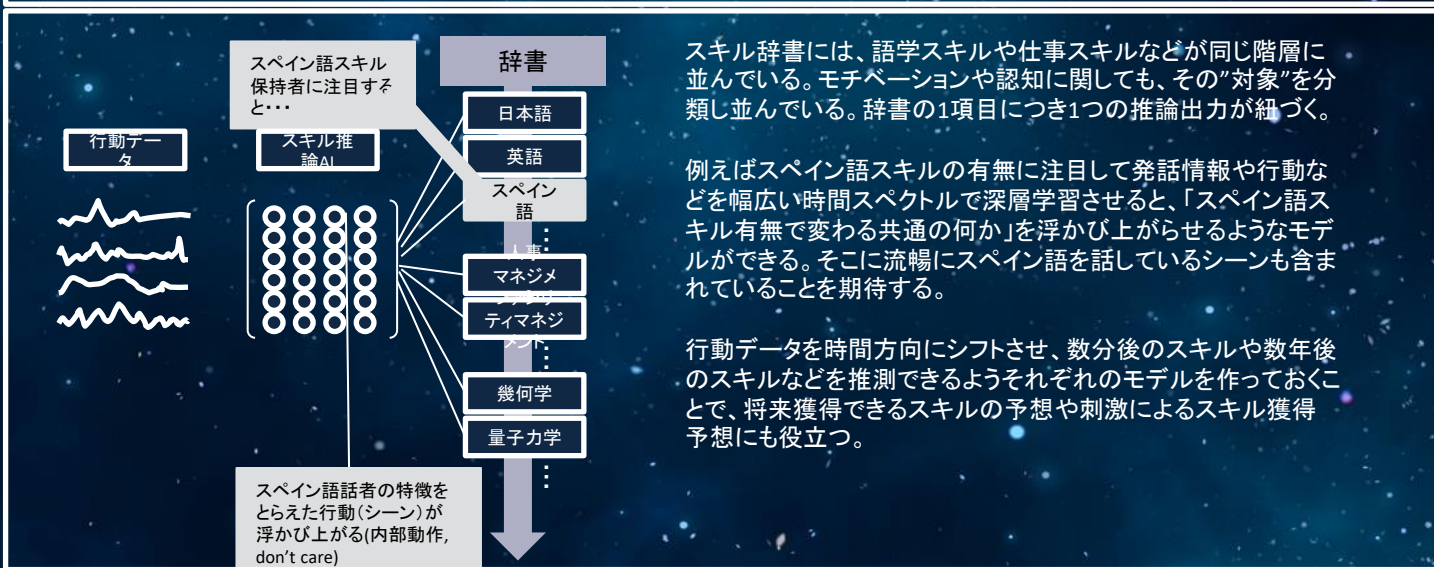 スペイン語スキル
保持者に注目する
と・・・
辞書
行動デー
タ
スキル推
論AI
日本語
英語
スペイン
語
人事
マネジメ
ティマネジ
メント
幾何学
量子力学
スペイン語話者の特徴を
とらえた行動（シーン）が
浮かび上がる(内部動作,
don't care)
スキル辞書には、語学スキルや仕事スキルなどが同じ階層に
並んでいる。モチベーションや認知に関しても、その”対象”を分
類し並んでいる。辞書の1項目につき1つの推論出力が紐づく。
例えばスペイン語スキルの有無に注目して発話情報や行動な
どを幅広い時間スペクトルで深層学習させると、「スペイン語ス
キル有無で変わる共通の何か」を浮かび上がらせるようなモデ
ルができる。そこに流暢にスペイン語を話しているシーンも含ま
れていることを期待する。
行動データを時間方向にシフトさせ、数分後のスキルや数年後
のスキルなどを推測できるようそれぞれのモデルを作っておくこ
とで、将来獲得できるスキルの予想や刺激によるスキル獲得
予想にも役立つ。